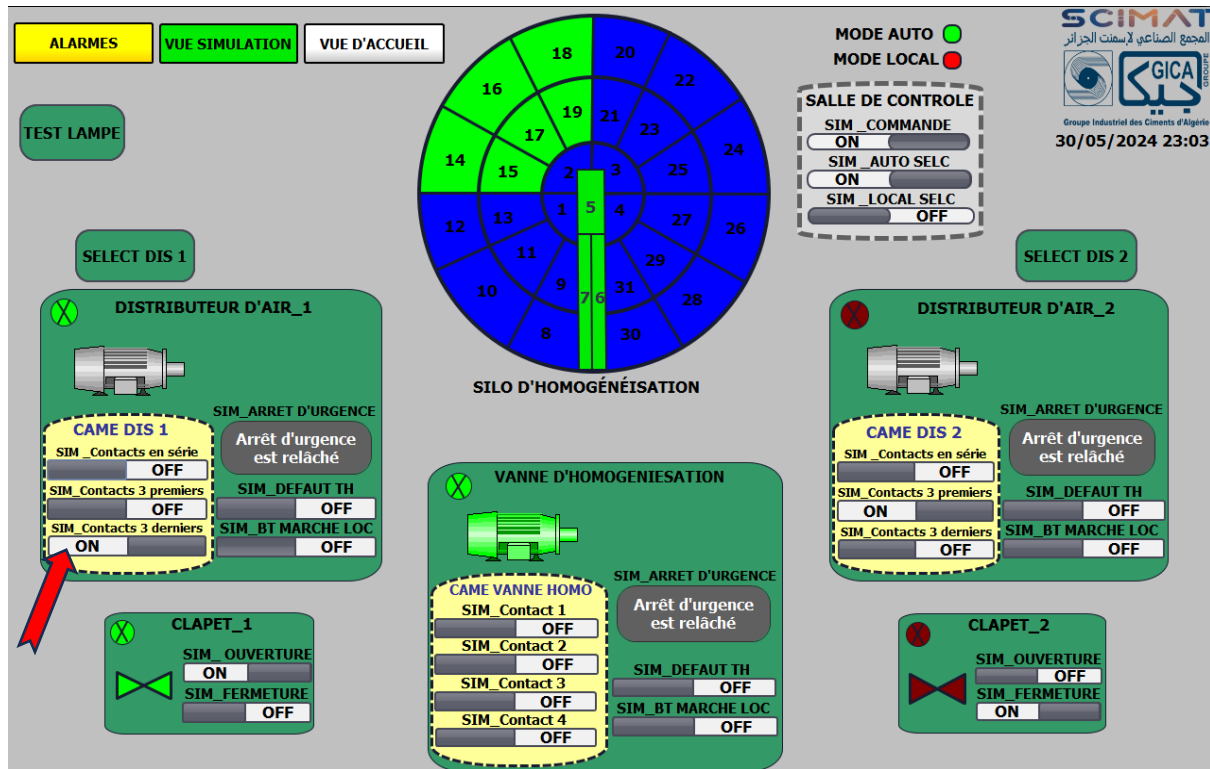 ALARMES
VUE SIMULATION
VUE D'ACCUEIL
MODE AUTO
MODE LOCAL
SCIMAT
المجمع الصناعي لإسمنت الجزائر
GICA
جيكا
GROUPE
Groupe Industriel des Ciments d'Algérie
30/05/2024 23:03
TEST LAMPE
SALLE DE CONTROLE
SIM _COMMANDE
ON
SIM _AUTO SELC
ON
SIM _LOCAL SELC
OFF
18
20
16
22
19
21
17
23
14
24
15
2
3
25
12
13
1
5
4
27
26
11
29
10
9
7
6
31
28
8
30
SILO D'HOMOGÉNÉISATION
SELECT DIS 1
SELECT DIS 2
DISTRIBUTEUR D'AIR_1
CAME DIS 1
SIM _Contacts en série
OFF
SIM_Contacts 3 premiers
OFF
SIM_Contacts 3 derniers
ON
SIM_ARRET D'URGENCE
Arrêt d'urgence
est relâché
SIM_DEFAUT TH
OFF
SIM_BT MARCHE LOC
OFF
DISTRIBUTEUR D'AIR_2
CAME DIS 2
SIM _Contacts en série
OFF
SIM_Contacts 3 premiers
ON
SIM_Contacts 3 derniers
OFF
SIM_ARRET D'URGENCE
Arrêt d'urgence
est relâché
SIM_DEFAUT TH
OFF
SIM_BT MARCHE LOC
OFF
VANNE D'HOMOGENIESATION
CAME VANNE HOMO
SIM_Contact 1
OFF
SIM_Contact 2
OFF
SIM_Contact 3
OFF
SIM_Contact 4
OFF
SIM_ARRET D'URGENCE
Arrêt d'urgence
est relâché
SIM_DEFAUT TH
OFF
SIM_BT MARCHE LOC
OFF
CLAPET_1
SIM_ OUVERTURE
ON
SIM_FERMETURE
OFF
CLAPET_2
SIM_OUVERTURE
OFF
SIM_FERMETURE
ON